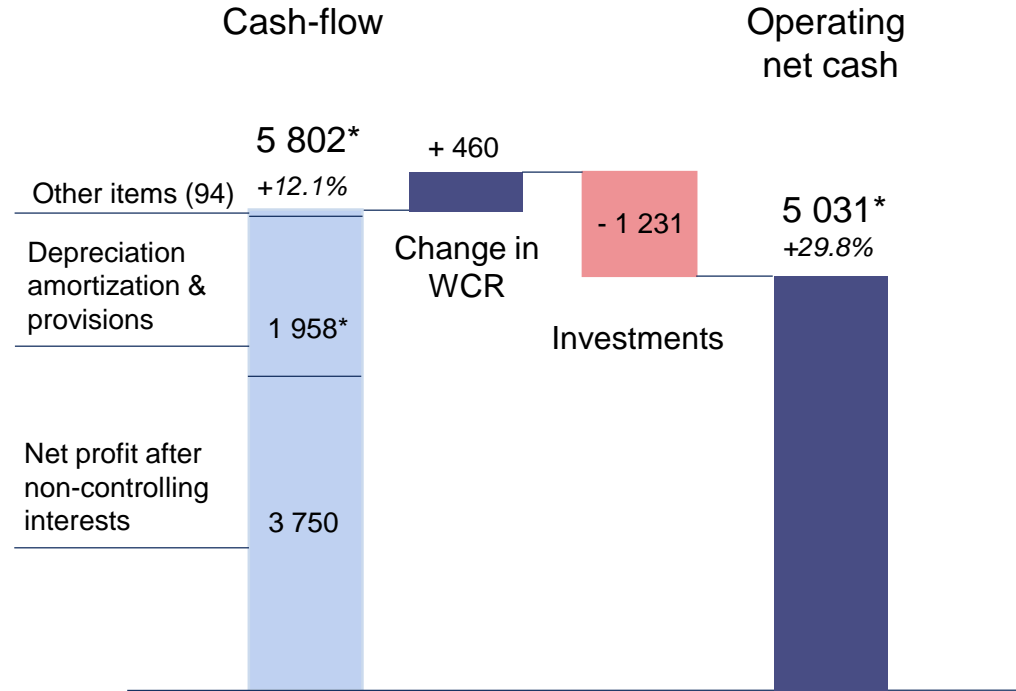 Cash-flow
Operating
net cash
5 802*
+12.1%
+ 460
Other items (94)
- 1 231
5 031*
+29.8%
Change in
WCR
Depreciation
amortization &
provisions
1 958*
Investments
Net profit after
non-controlling
interests
3 750